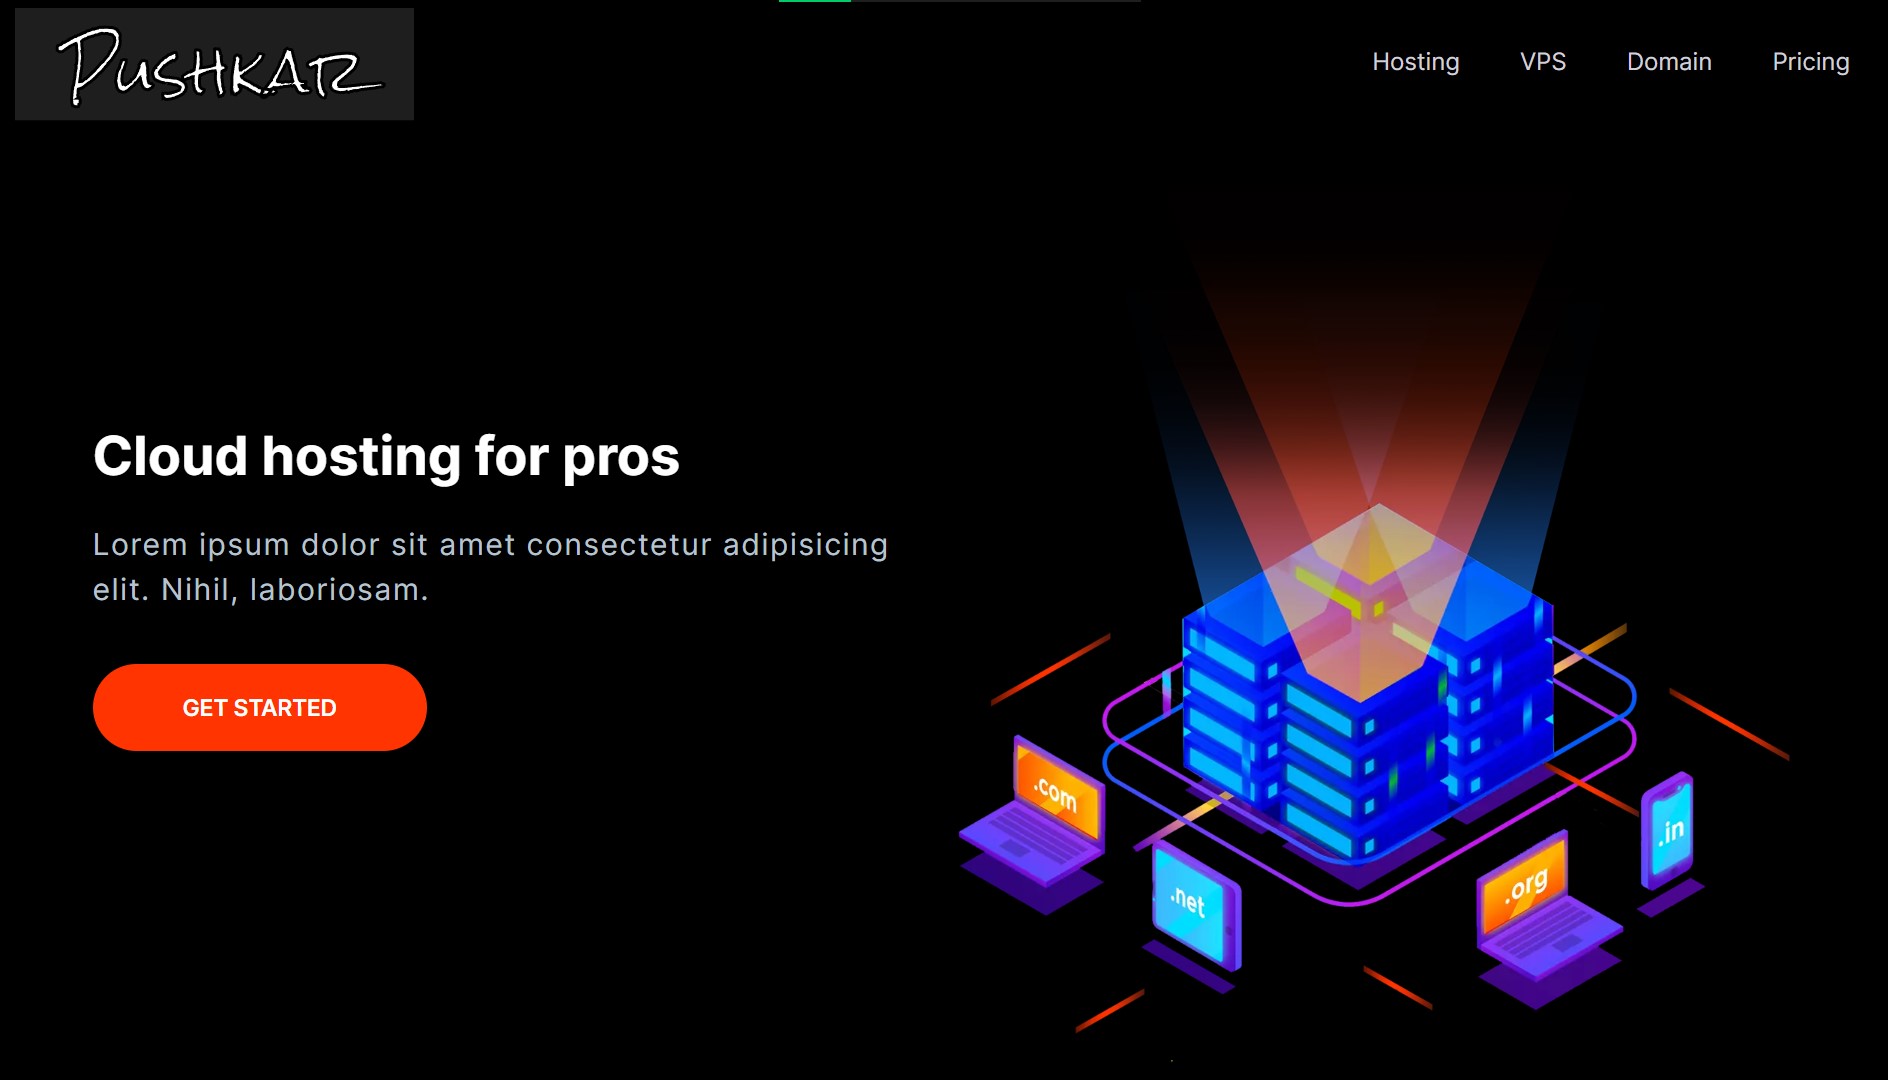 PUSHKAR
Hosting VPS Domain Pricing
Cloud hosting for pros
Lorem ipsum dolor sit amet consectetur adipisicing
elit. Nihil, laboriosam.
GET STARTED
.com
.net
.org
.in